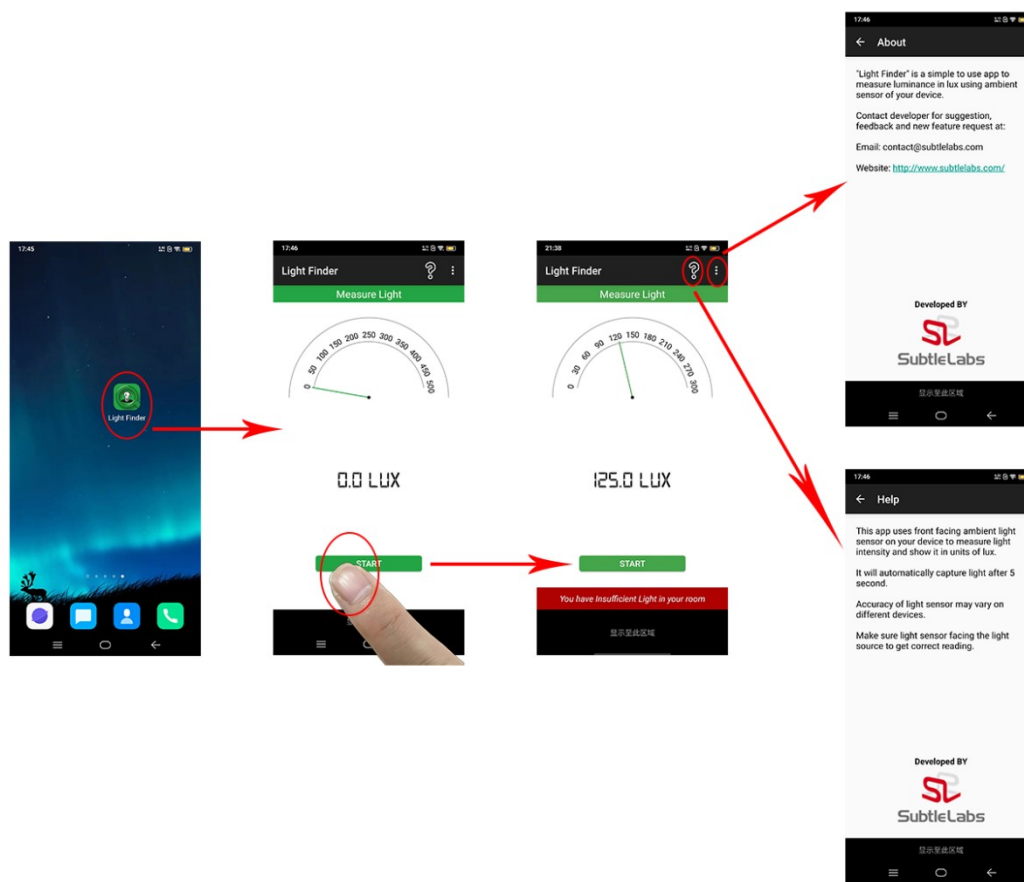 17:45
Light Finder
17:46
Light Finder
Measure Light
0 50 100 150 200 250 300 350 400 450 500
0.0 LUX
START
21:38
Light Finder
Measure Light
0 30 60 90 120 150 180 210 240 270 300
125.0 LUX
START
You have Insufficient Light in your room
显示至此区域
17:46
About
"Light Finder" is a simple to use app to
measure luminance in lux using ambient
sensor of your device.
Contact developer for suggestion,
feedback and new feature request at:
Email: contact@subtlelabs.com
Website: http://www.subtlelabs.com/
Developed BY
SL
SubtleLabs
显示至此区域
17:46
Help
This app uses front facing ambient light
sensor on your device to measure light
intensity and show it in units of lux.
It will automatically capture light after 5
second.
Accuracy of light sensor may vary on
different devices.
Make sure light sensor facing the light
source to get correct reading.
Developed BY
SL
SubtleLabs
显示至此区域